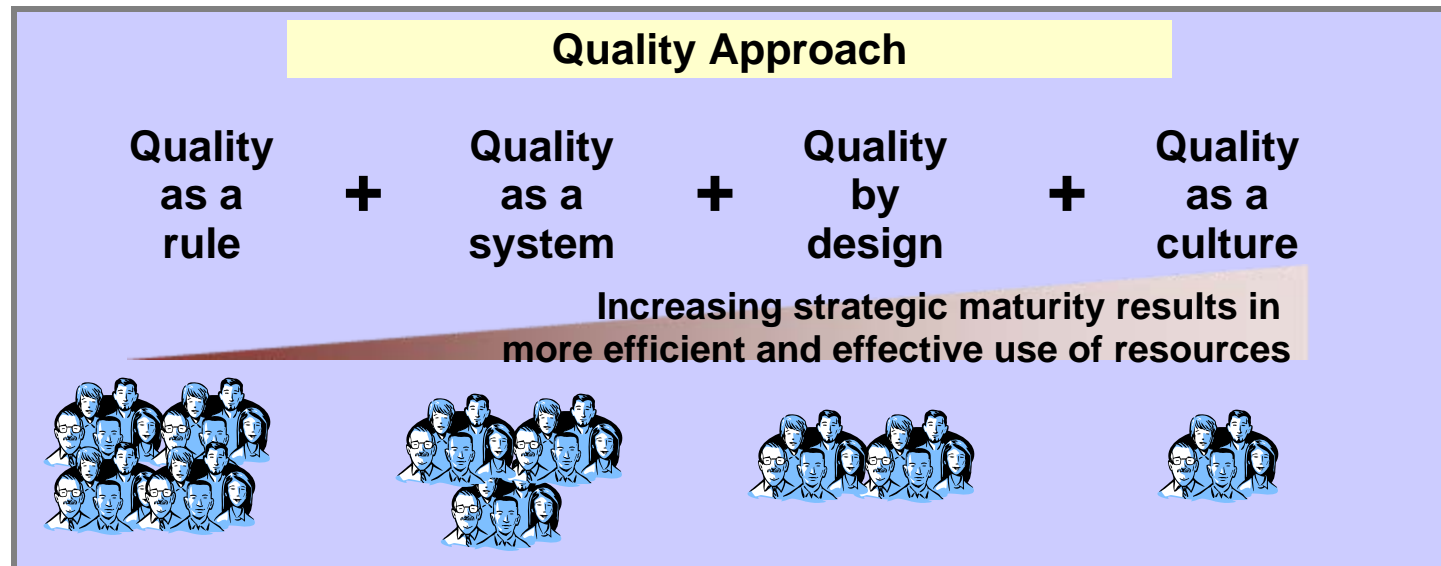 Quality Approach
Quality
as a
rule
+
Quality
as a
system
+
Quality
by
design
+
Quality
as a
culture
Increasing strategic maturity results in
more efficient and effective use of resources